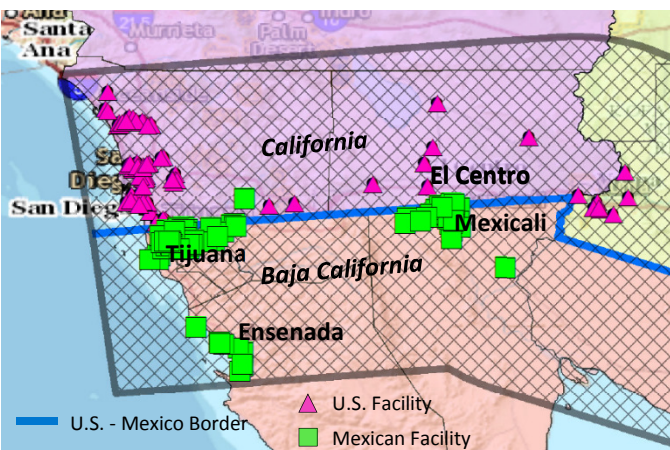 Santa
Ana
Murrieta
Palm
Desert
California
El Centro
San Dieg
Mexicali
Tijuana
Baja California
Ensenada
U.S. Facility
U.S. - Mexico Border
Mexican Facility